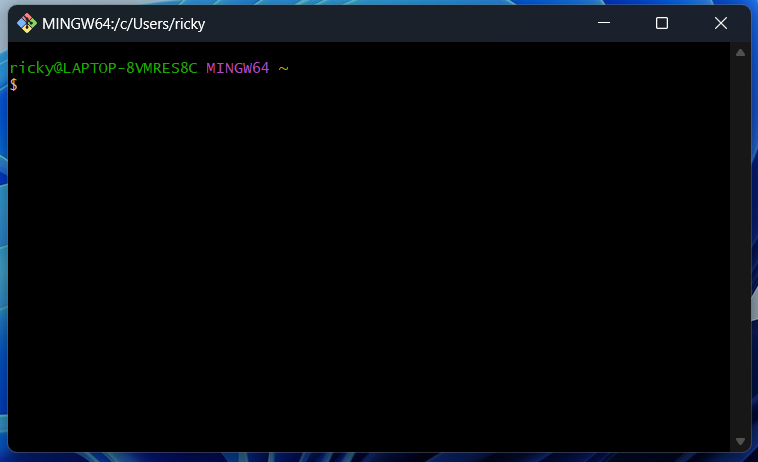 MINGW64:/c/Users/ricky
ricky@LAPTOP-8VMRES8C MINGW64 ~
$